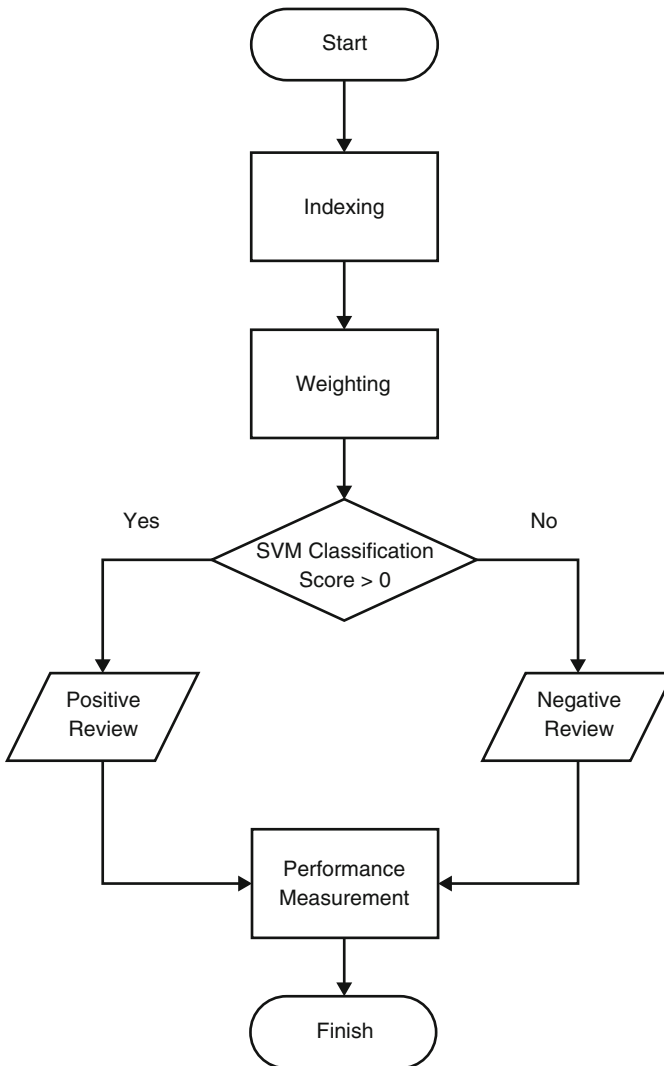 Start
Indexing
Weighting
Yes
No
SVM Classification
Score > 0
Positive
Review
Negative
Review
Performance
Measurement
Finish